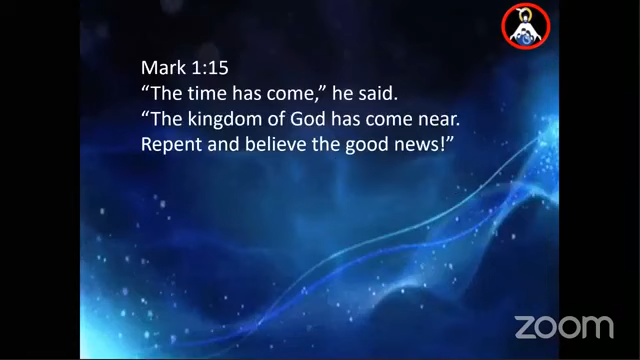 Mark 1:15
“The time has come,” he said.
“The kingdom of God has come near.
Repent and believe the good news!”
zoom